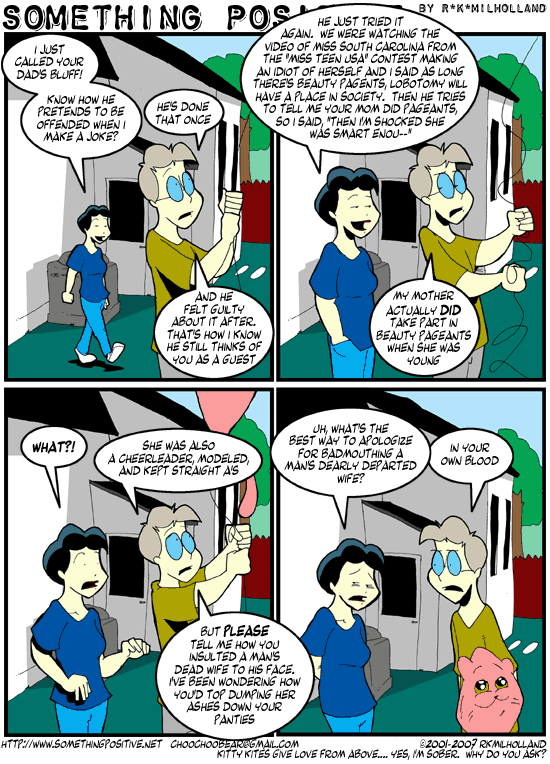 SOMETHING POSITIVE BY R*K*MILHOLLAND
I JUST
CALLED YOUR
DAD'S BLUFF!
KNOW HOW HE
PRETENDS TO BE
OFFENDED WHEN I
MAKE A JOKE?
HE'S DONE
THAT ONCE
AND HE
FELT GUILTY
ABOUT IT AFTER.
THAT'S HOW I KNOW
HE STILL THINKS OF
YOU AS A GUEST
HE JUST TRIED IT
AGAIN. WE WERE WATCHING THE
VIDEO OF MISS SOUTH CAROLINA FROM
THE "MISS TEEN USA" CONTEST MAKING
AN IDIOT OF HERSELF AND I SAID AS LONG
THERE'S BEAUTY PAGEANTS, LOBOTOMY WILL
HAVE A PLACE IN SOCIETY. THEN HE TRIES
TO TELL ME YOUR MOM DID PAGEANTS,
SO I SAID, "THEN I'M SHOCKED SHE
WAS SMART ENOU--"
MY MOTHER
ACTUALLY DID
TAKE PART IN
BEAUTY PAGEANTS
WHEN SHE WAS
YOUNG
WHAT?!
SHE WAS ALSO
A CHEERLEADER, MODELED,
AND KEPT STRAIGHT A'S
BUT PLEASE
TELL ME HOW YOU
INSULTED A MAN'S
DEAD WIFE TO HIS FACE.
I'VE BEEN WONDERING HOW
YOU'D TOP DUMPING HER
ASHES DOWN YOUR
PANTIES
UH, WHAT'S THE
BEST WAY TO APOLOGIZE
FOR BADMOUTHING A
MAN'S DEARLY DEPARTED
WIFE?
IN YOUR
OWN BLOOD
HTTP://WWW.SOMETHINGPOSITIVE.NET CHOOCHOOBEAR@GMAIL.COM ©2001-2007 RKMILHOLLAND
KITTY KITES GIVE LOVE FROM ABOVE.... YES, I'M SOBER. WHY DO YOU ASK?